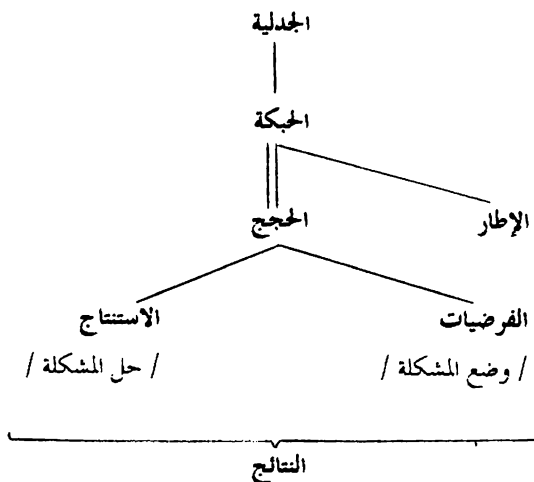 الجدلية
الحبكة
الإطار
الحجج
الفرضيات
/ وضع المشكلة /
الاستنتاج
/ حل المشكلة /
النتائج